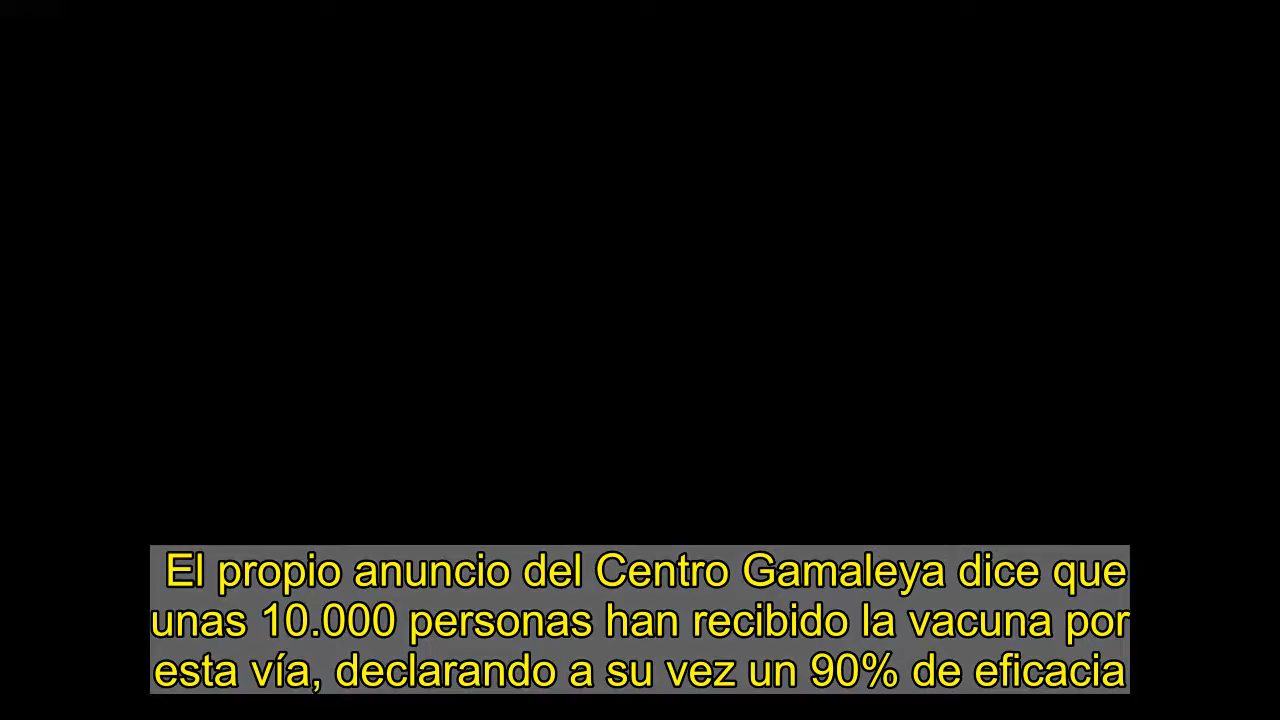 El propio anuncio del Centro Gamaleya dice que
unas 10.000 personas han recibido la vacuna por
esta vía, declarando a su vez un 90% de eficacia